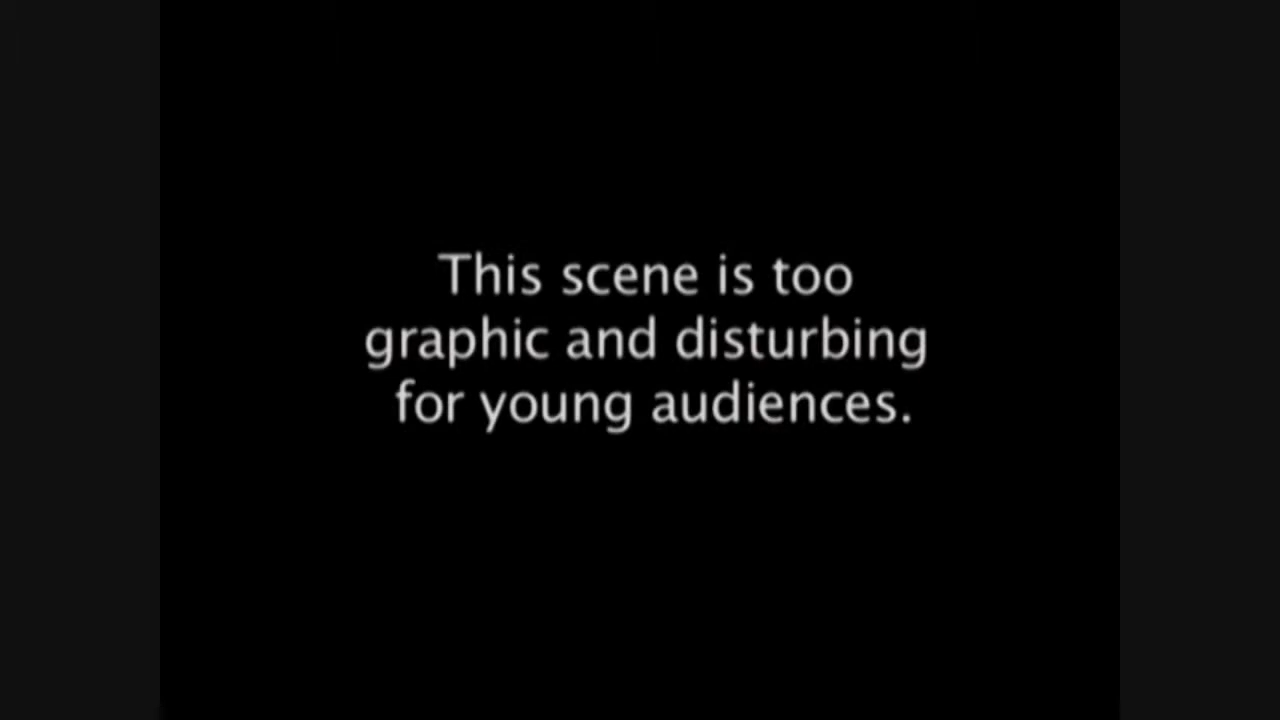 This scene is too
graphic and disturbing
for young audiences.